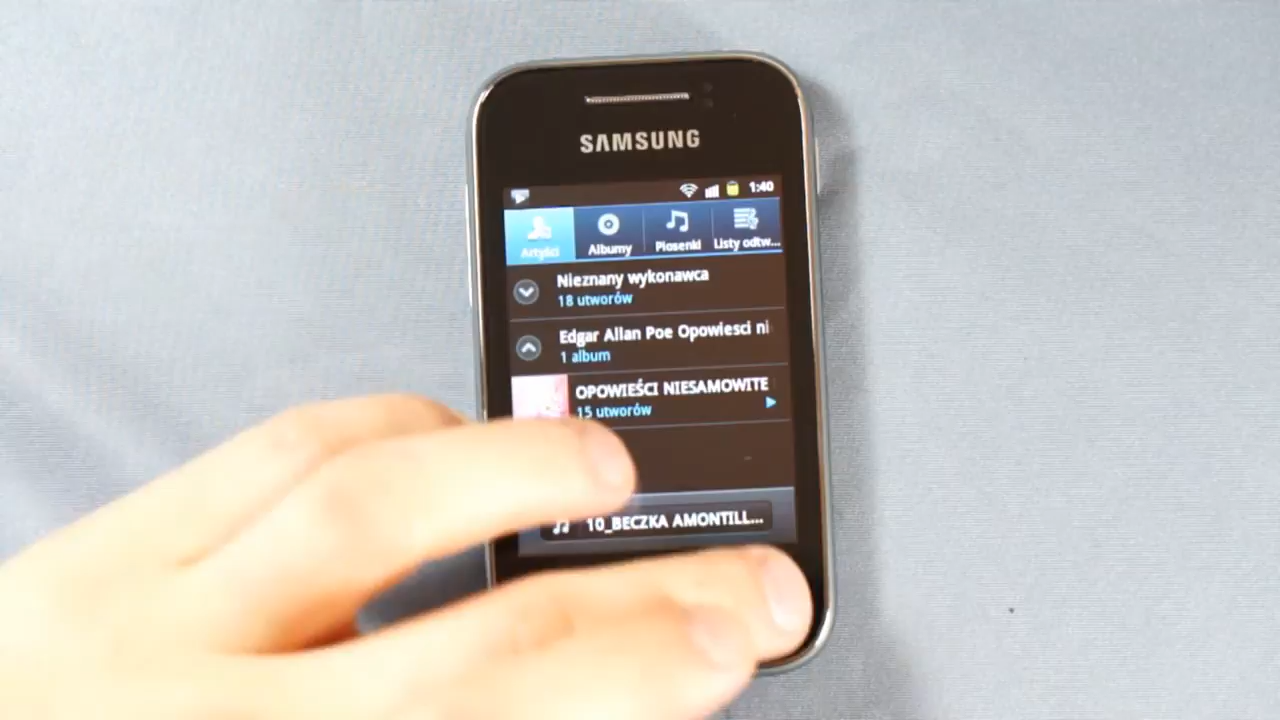 SAMSUNG
1:40
Artyści
Albumy
Piosenki
Listy odtw...
Nieznany wykonawca
18 utworów
Edgar Allan Poe Opowiesci ni
1 album
OPOWIEŚCI NIESAMOWITE
15 utworów
10_BECZKA AMONTILL...